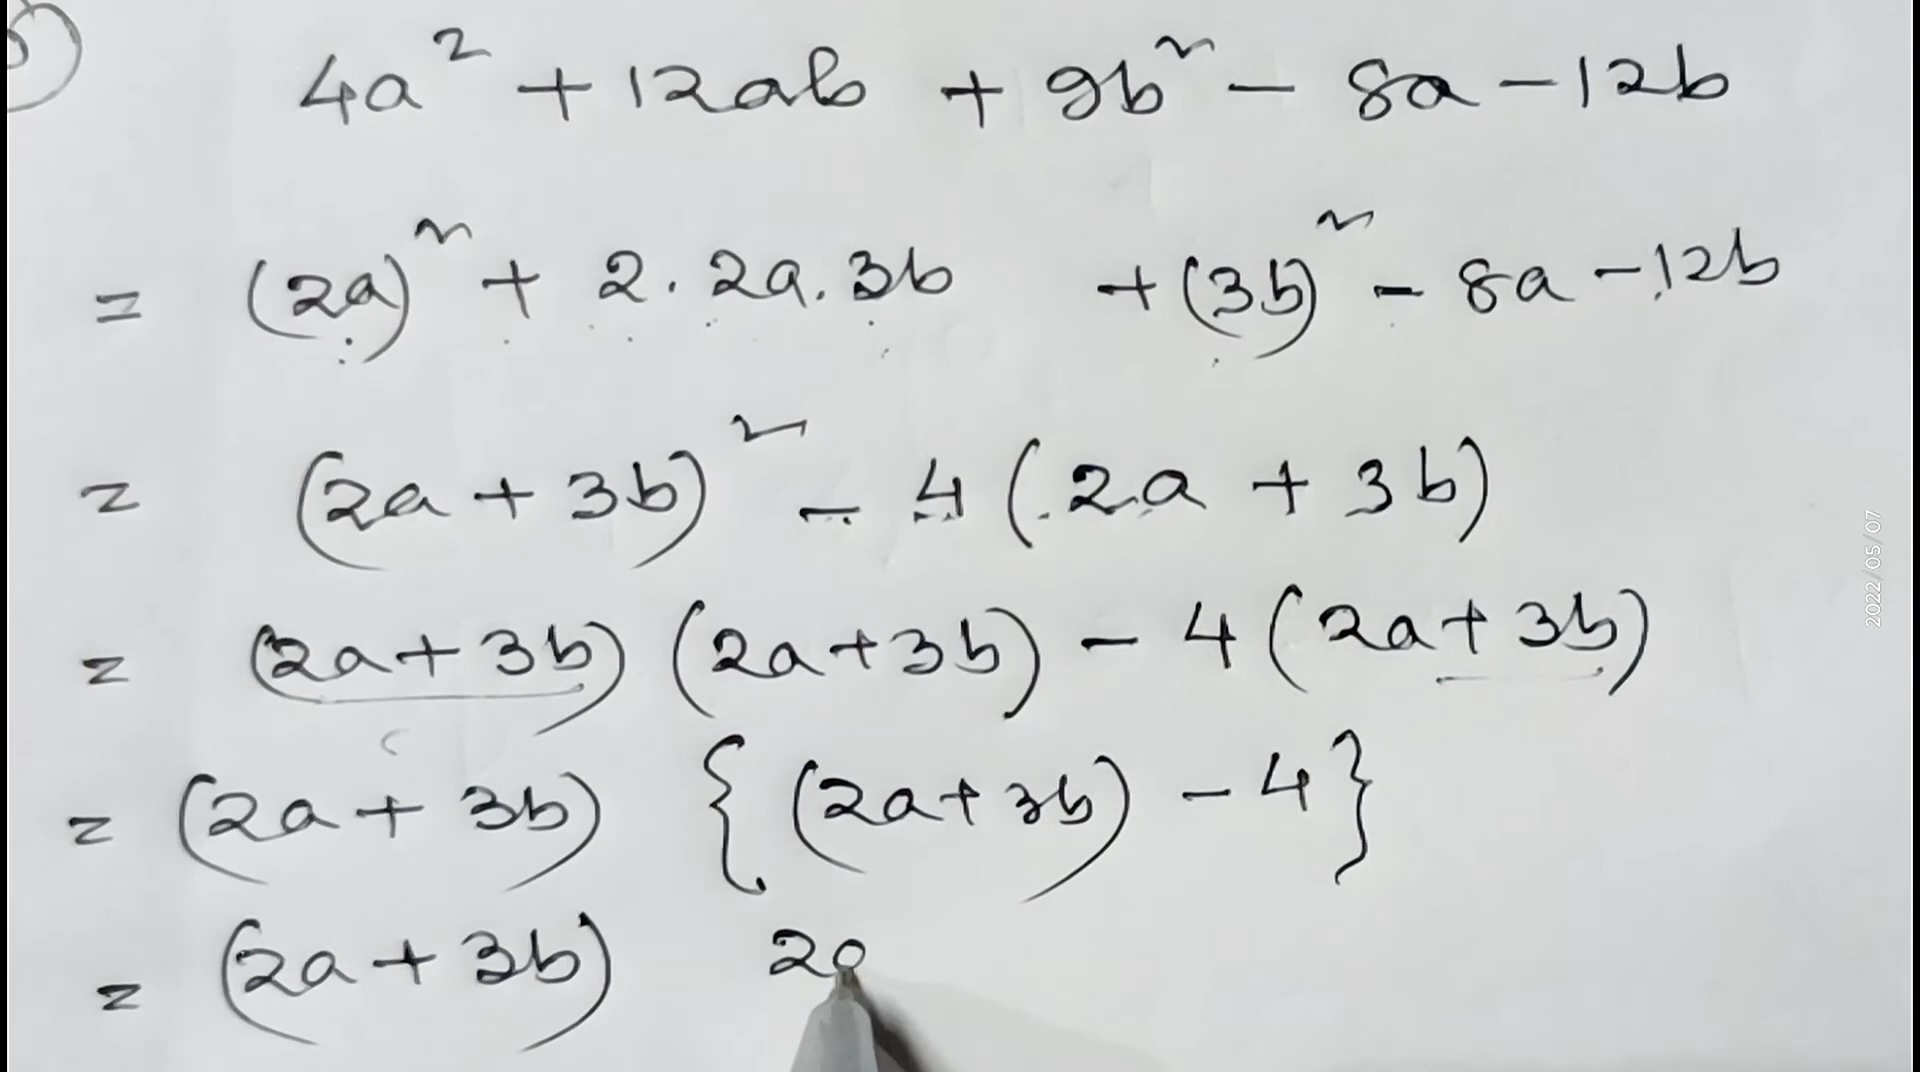 4a² + 12ab + 9b² - 8a - 12b
= (2a)² + 2 . 2a . 3b + (3b)² - 8a - 12b
= (2a + 3b)² - 4 (2a + 3b)
= (2a + 3b) (2a + 3b) - 4 (2a + 3b)
= (2a + 3b) { (2a + 3b) - 4 }
= (2a + 3b) 2a
2022/05/07